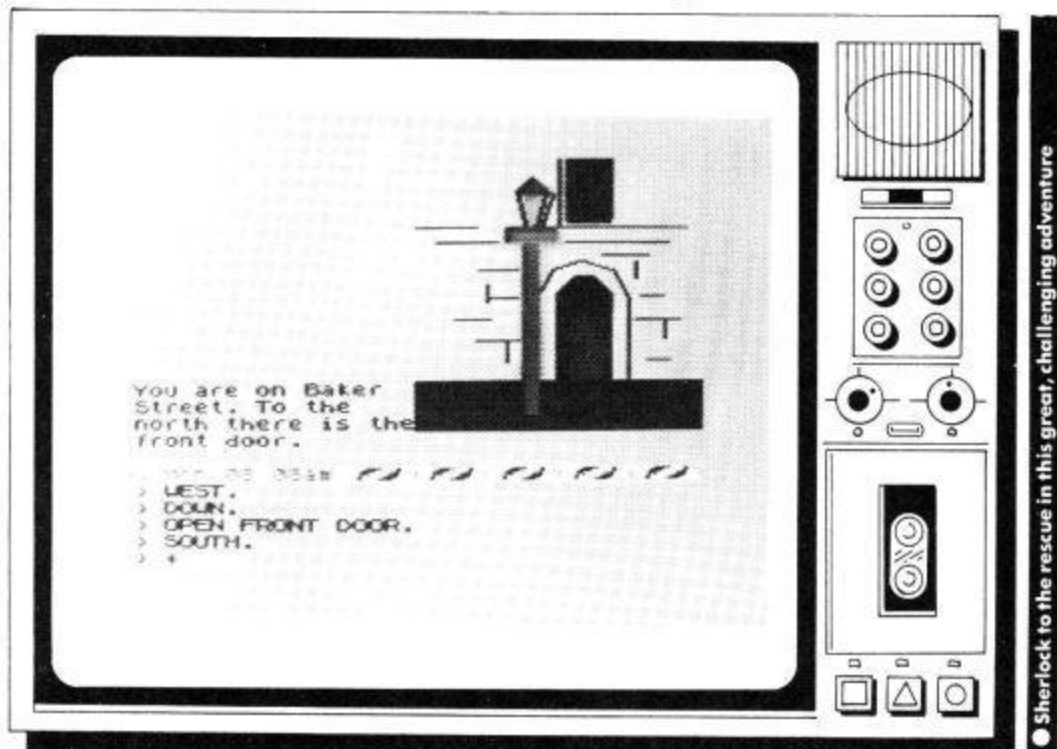 You are on Baker
Street. To the
north there is the
front door.
> WEST.
> DOWN.
> OPEN FRONT DOOR.
> SOUTH.
> +
● Sherlock to the rescue in this great, challenging adventure